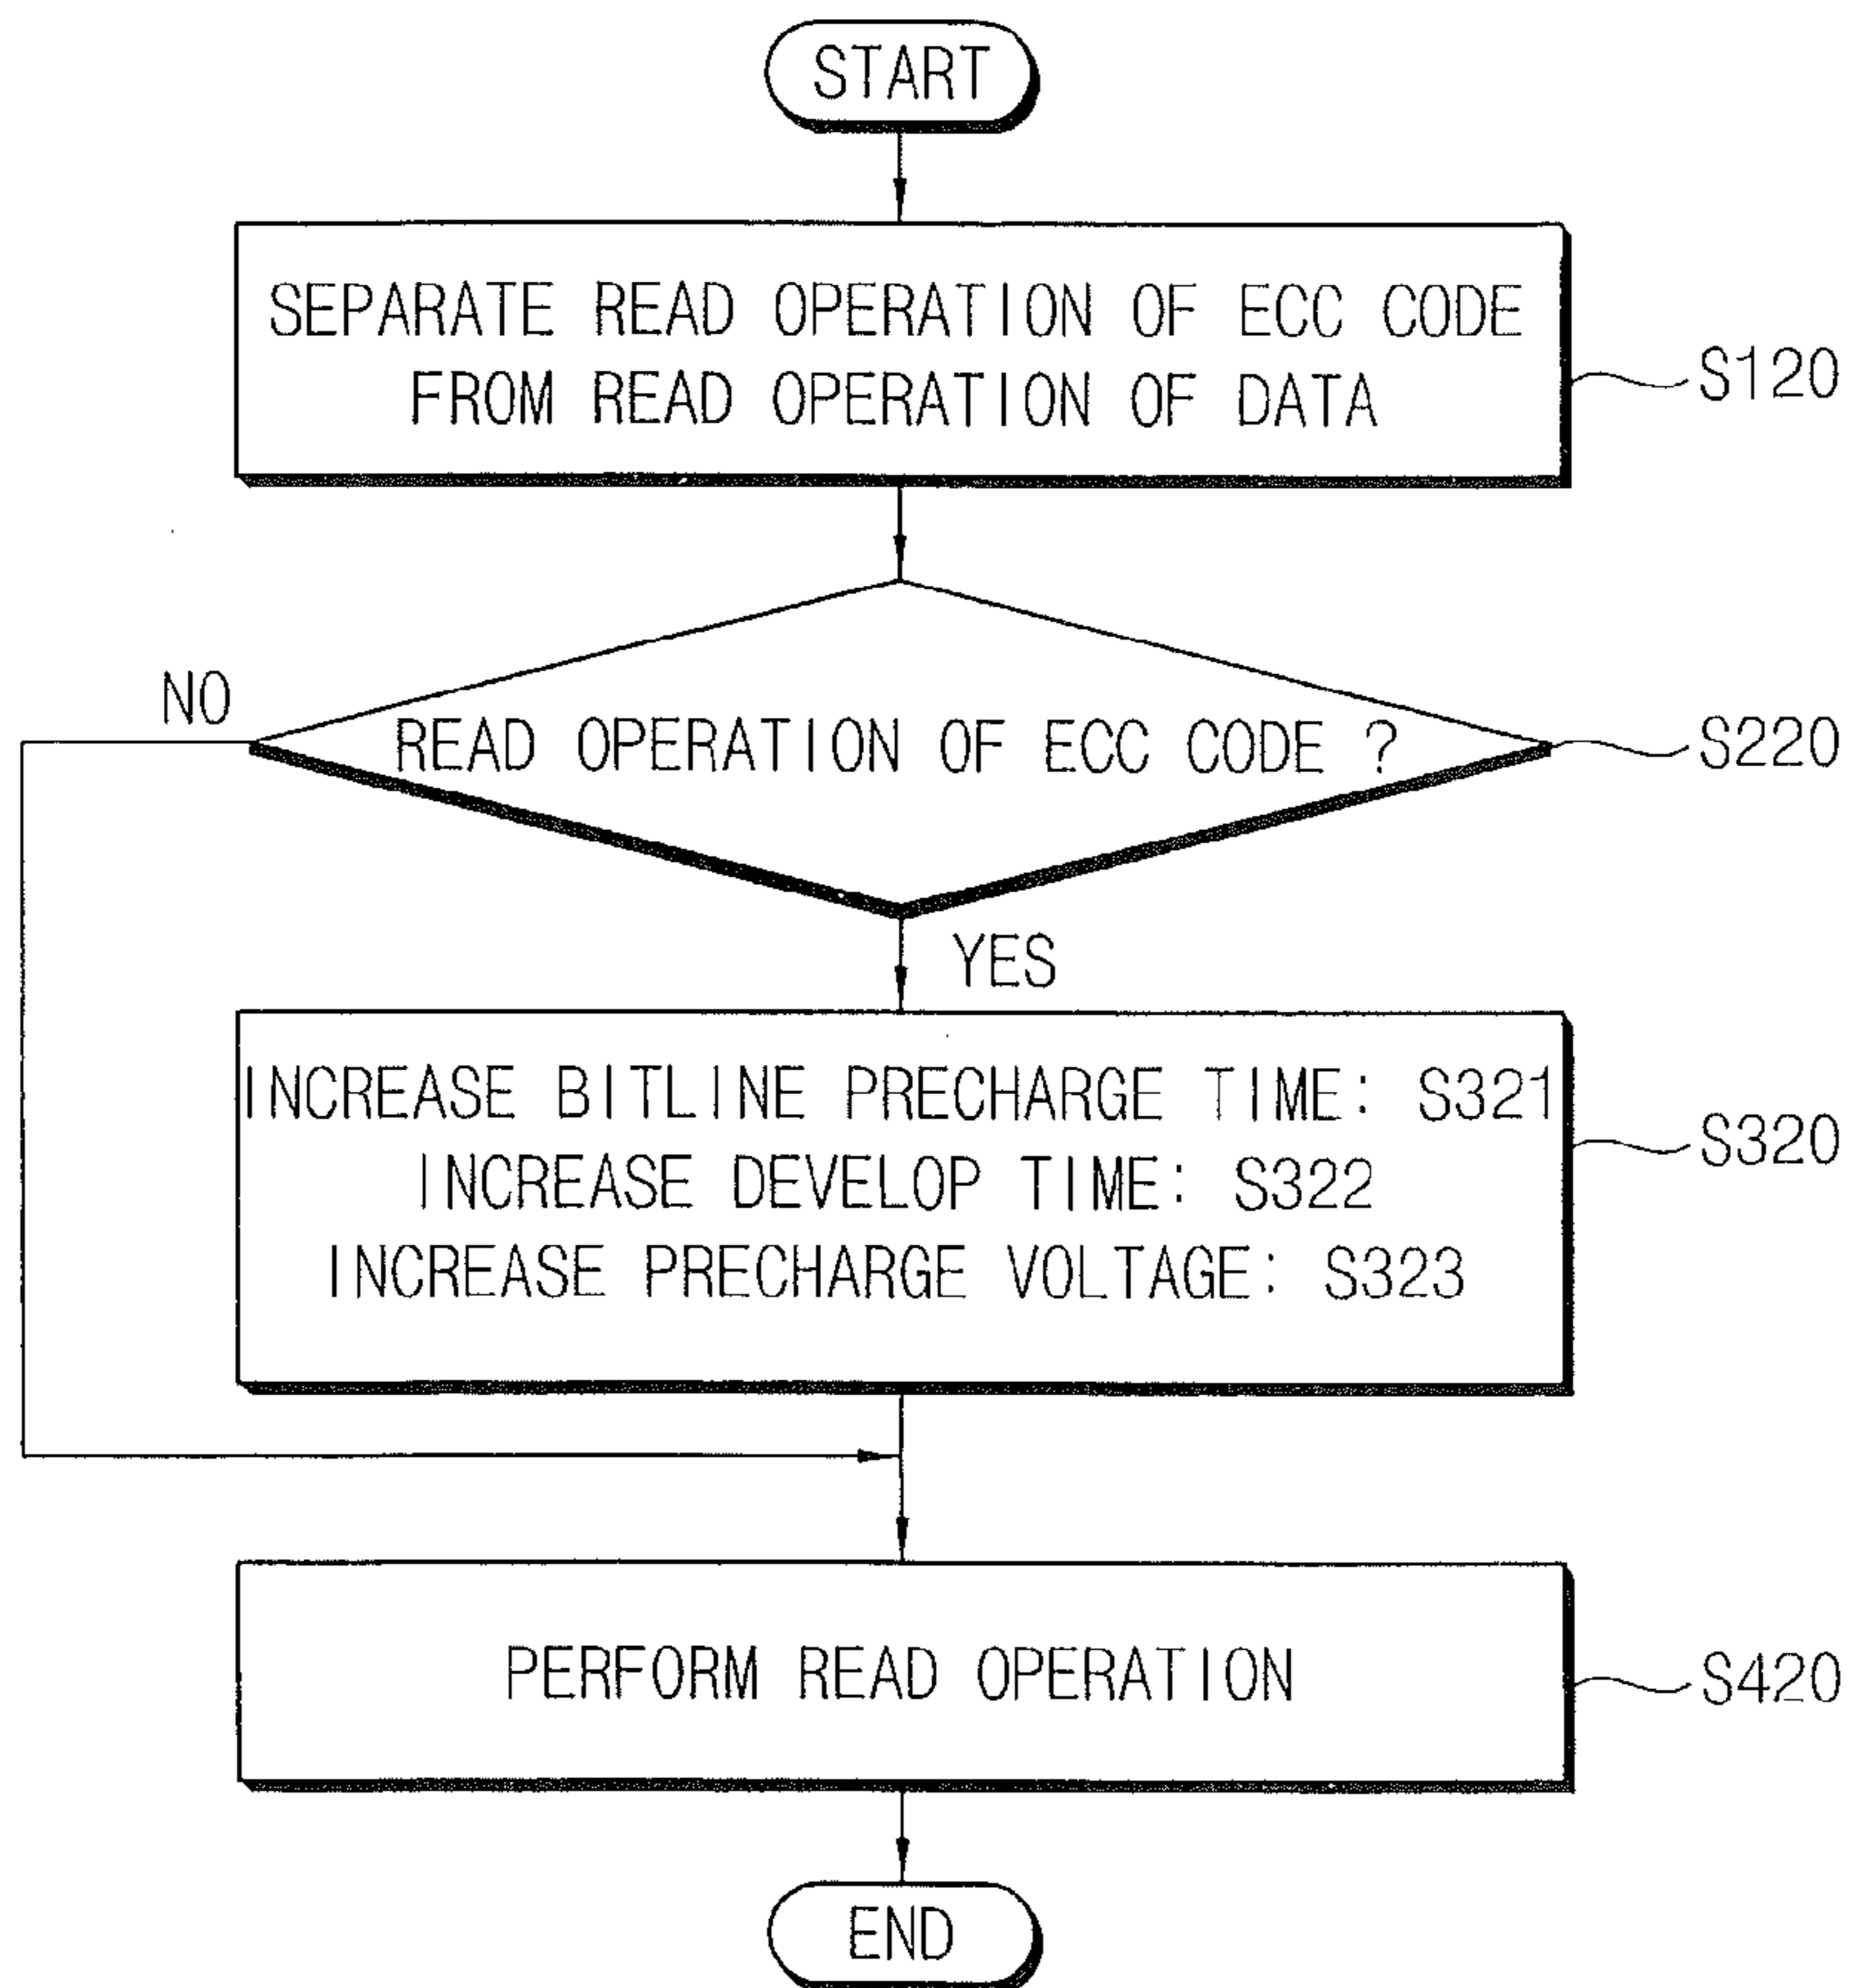 START
SEPARATE READ OPERATION OF ECC CODE
FROM READ OPERATION OF DATA
S120
NO
READ OPERATION OF ECC CODE ?
S220
YES
INCREASE BITLINE PRECHARGE TIME: S321
INCREASE DEVELOP TIME: S322
INCREASE PRECHARGE VOLTAGE: S323
S320
PERFORM READ OPERATION
S420
END